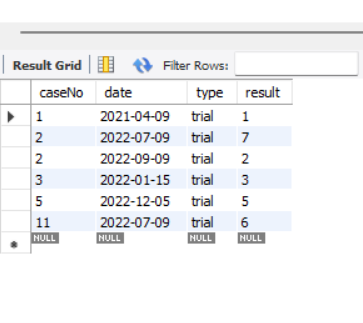 Result Grid Filter Rows:
caseNo date type result
1 2021-04-09 trial 1
2 2022-07-09 trial 7
2 2022-09-09 trial 2
3 2022-01-15 trial 3
5 2022-12-05 trial 5
11 2022-07-09 trial 6
NULL NULL NULL NULL